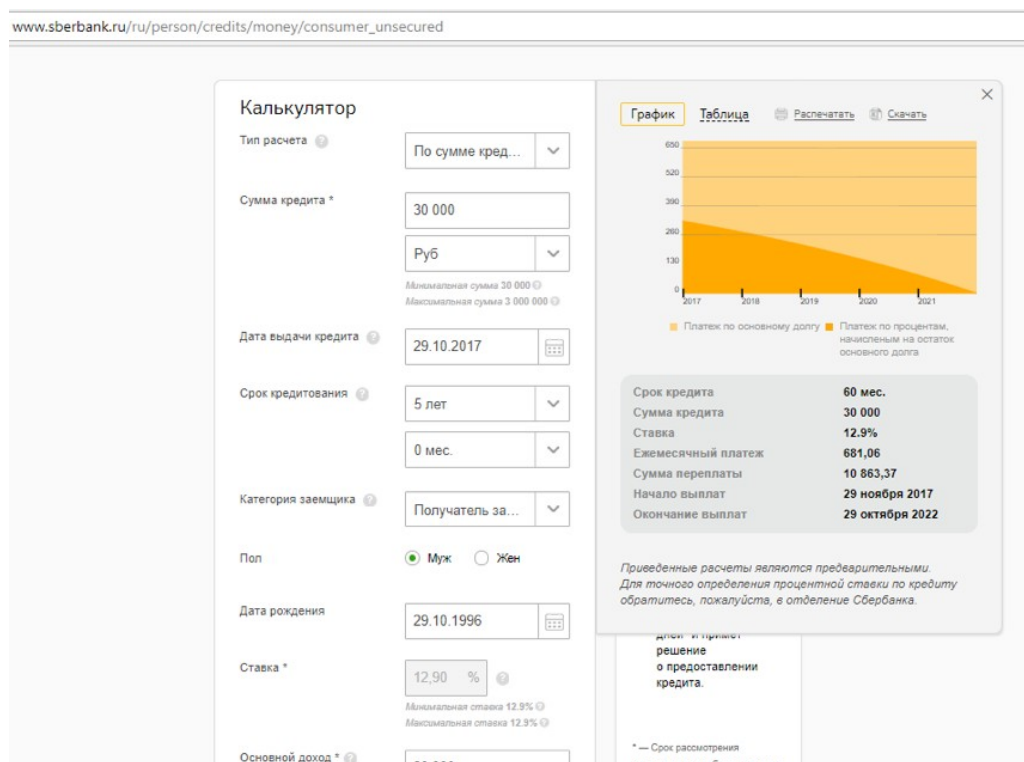 www.sberbank.ru/ru/person/credits/money/consumer_unsecured
Калькулятор
Тип расчета
По сумме кред...
Сумма кредита *
30 000
Руб
Минимальная сумма 30 000
Максимальная сумма 3 000 000
Дата выдачи кредита
29.10.2017
Срок кредитования
5 лет
0 мес.
Категория заемщика
Получатель за...
Пол
Муж Жен
Дата рождения
29.10.1996
Ставка *
12,90 %
Минимальная ставка 12.9%
Максимальная ставка 12.9%
Основной доход *
График Таблица Распечатать Скачать
650
520
390
260
130
0
2017 2018 2019 2020 2021
Платеж по основному долгу Платеж по процентам,
начисленым на остаток
основного долга
Срок кредита 60 мес.
Сумма кредита 30 000
Ставка 12.9%
Ежемесячный платеж 681,06
Сумма переплаты 10 863,37
Начало выплат 29 ноября 2017
Окончание выплат 29 октября 2022
Приведенные расчеты являются предварительными.
Для точного определения процентной ставки по кредиту
обратитесь, пожалуйста, в отделение Сбербанка.
дней* и примет
решение
о предоставлении
кредита.
* — Срок рассмотрения